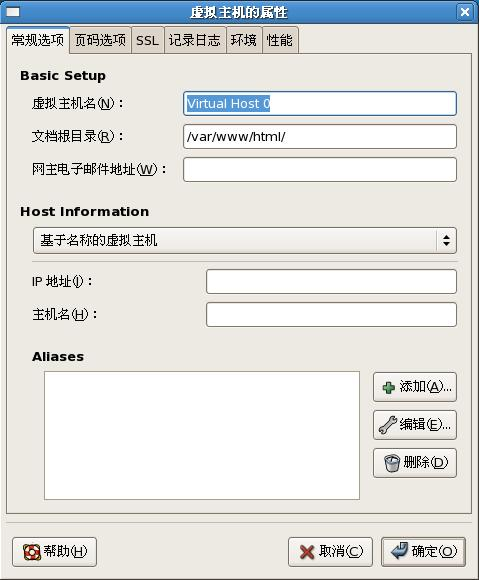 虚拟主机的属性
常规选项 页码选项 SSL 记录日志 环境 性能
Basic Setup
虚拟主机名(N)： Virtual Host 0
文档根目录(R)： /var/www/html/
网主电子邮件地址(W)：
Host Information
基于名称的虚拟主机
IP 地址(I)：
主机名(H)：
Aliases
添加(A)...
编辑(E)...
删除(D)
帮助(H) 取消(C) 确定(O)